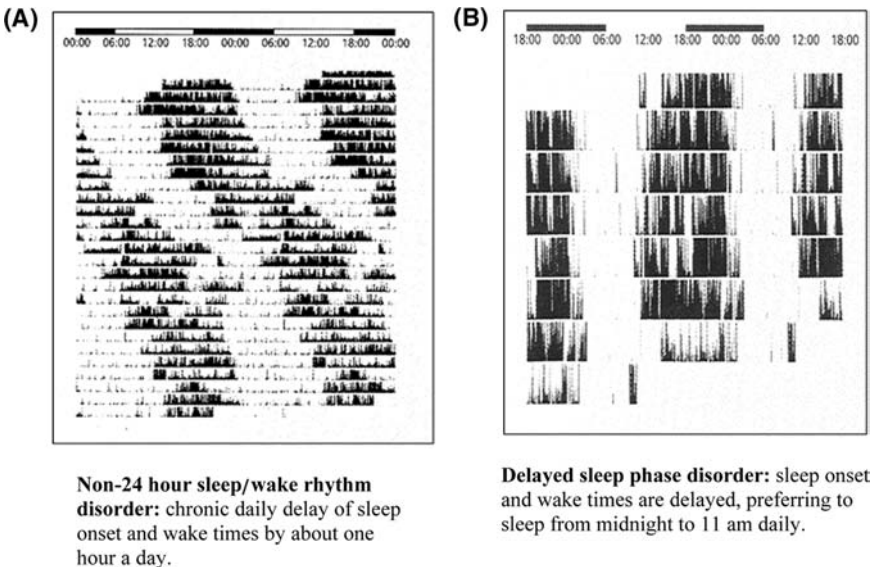 (A)
00:00 06:00 12:00 18:00 00:00 06:00 12:00 18:00 00:00
Non-24 hour sleep/wake rhythm
disorder: chronic daily delay of sleep
onset and wake times by about one
hour a day.
(B)
18:00 00:00 06:00 12:00 18:00 00:00 06:00 12:00 18:00
Delayed sleep phase disorder: sleep onset
and wake times are delayed, preferring to
sleep from midnight to 11 am daily.